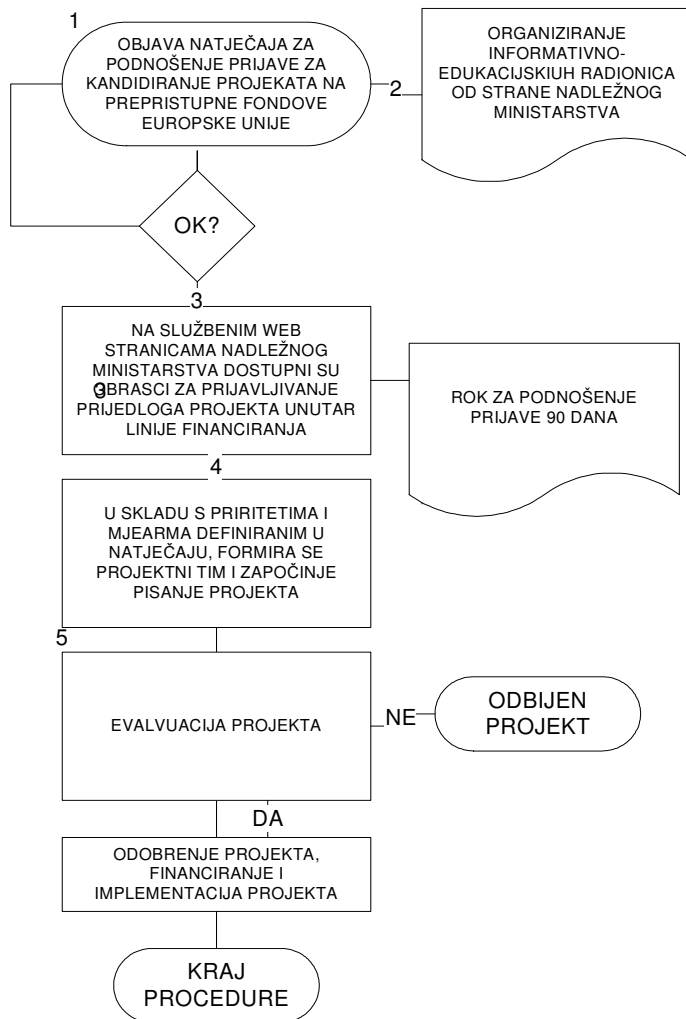 1
OBJAVA NATJEČAJA ZA
PODNOŠENJE PRIJAVE ZA
KANDIDIRANJE PROJEKATA NA
PREPRISTUPNE FONDOVE
EUROPSKE UNIJE
2
ORGANIZIRANJE
INFORMATIVNO-
EDUKACIJSKIUH RADIONICA
OD STRANE NADLEŽNOG
MINISTARSTVA
OK?
3
NA SLUŽBENIM WEB
STRANICAMA NADLEŽNOG
MINISTARSTVA DOSTUPNI SU
OBRASCI ZA PRIJAVLJIVANJE
PRIJEDLOGA PROJEKTA UNUTAR
LINIJE FINANCIRANJA
3
ROK ZA PODNOŠENJE
PRIJAVE 90 DANA
4
U SKLADU S PRIRITETIMA I
MJEARMA DEFINIRANIM U
NATJEČAJU, FORMIRA SE
PROJEKTNI TIM I ZAPOČINJE
PISANJE PROJEKTA
5
EVALVUACIJA PROJEKTA
NE
ODBIJEN
PROJEKT
DA
ODOBRENJE PROJEKTA,
FINANCIRANJE I
IMPLEMENTACIJA PROJEKTA
KRAJ
PROCEDURE